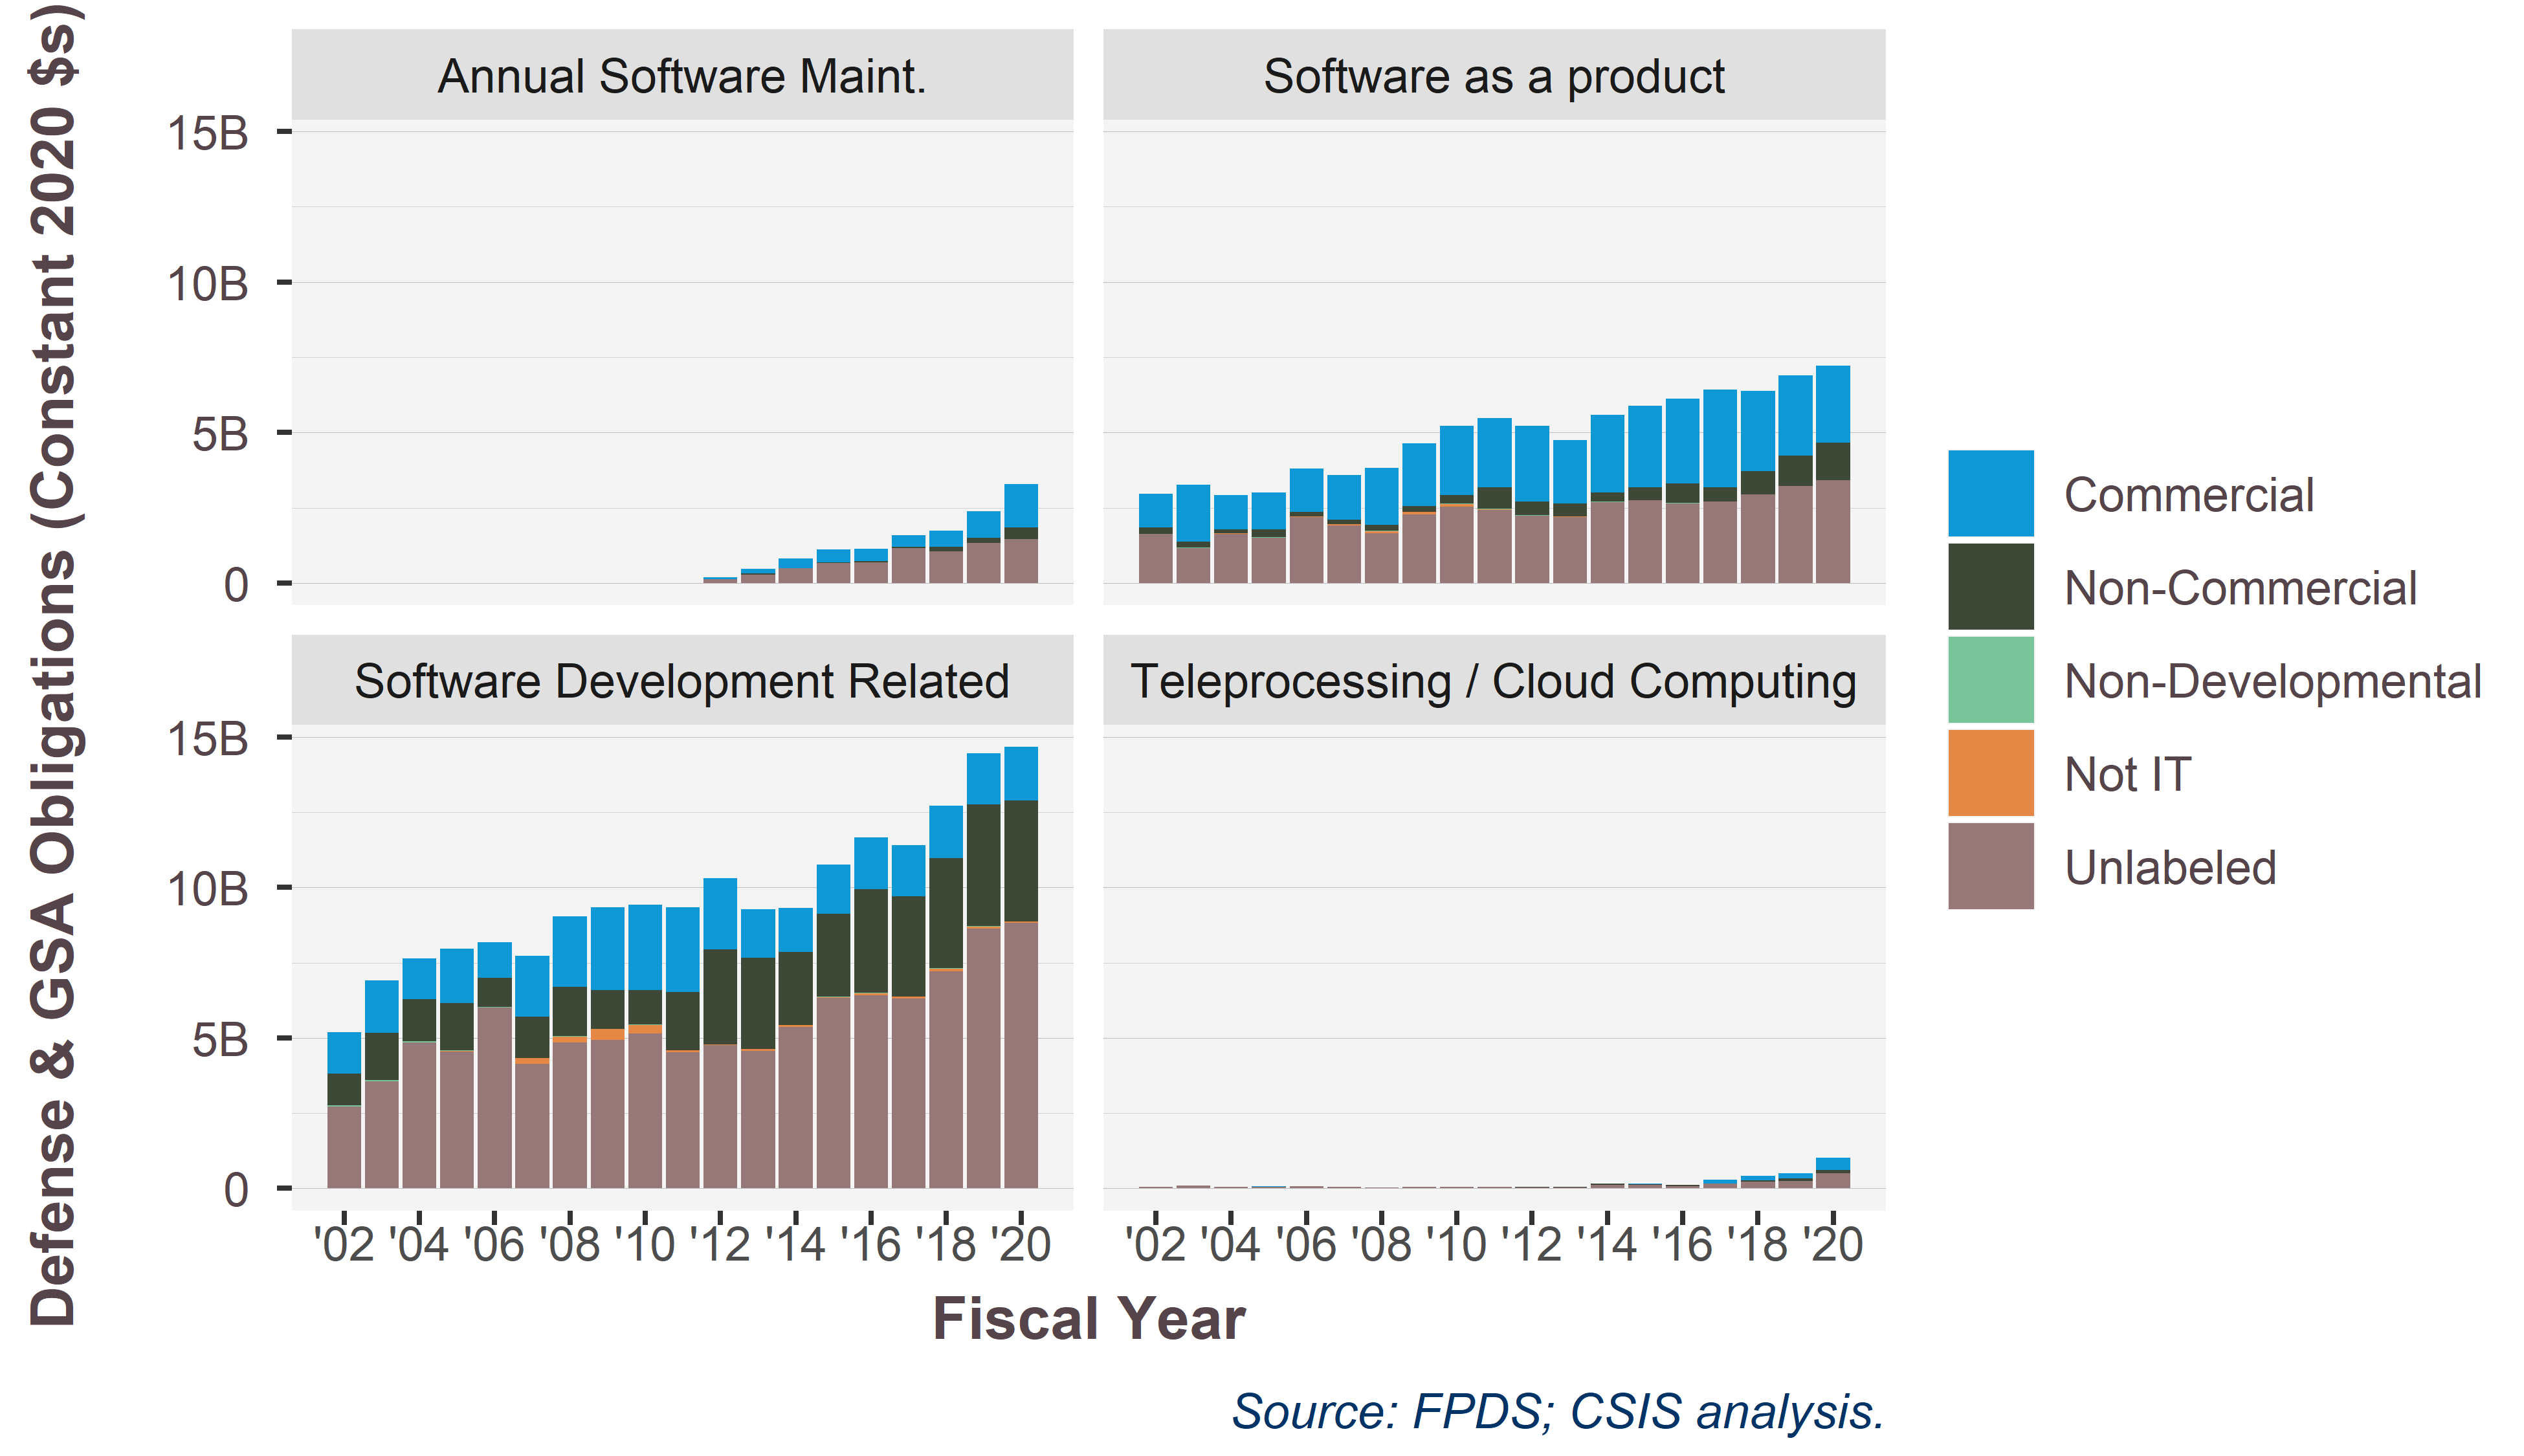 Defense & GSA Obligations (Constant 2020 $s)
Annual Software Maint.
Software as a product
15B
10B
5B
0
Software Development Related
Teleprocessing / Cloud Computing
15B
10B
5B
0
'02 '04 '06 '08 '10 '12 '14 '16 '18 '20
'02 '04 '06 '08 '10 '12 '14 '16 '18 '20
Fiscal Year
Commercial
Non-Commercial
Non-Developmental
Not IT
Unlabeled
Source: FPDS; CSIS analysis.